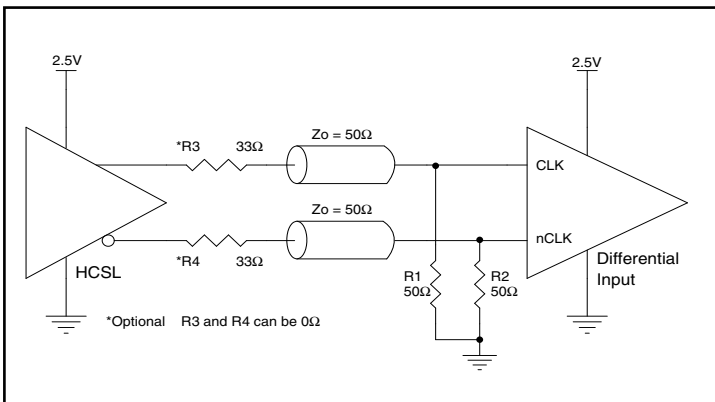 2.5V
2.5V
*R3 33Ω
Zo = 50Ω
CLK
Zo = 50Ω
nCLK
*R4 33Ω
HCSL
R1
50Ω
R2
50Ω
Differential
Input
*Optional R3 and R4 can be 0Ω